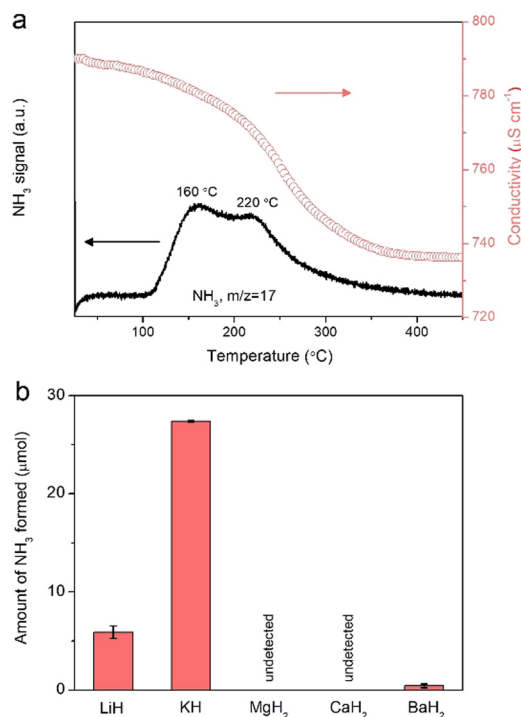 a
NH₃ signal (a.u.)
160 °C
220 °C
NH₃, m/z=17
800
780
760
740
720
Conductivity (µS cm⁻¹)
100
200
300
400
Temperature (°C)
b
Amount of NH₃ formed (µmol)
30
20
10
0
undetected
undetected
LiH
KH
MgH₂
CaH₂
BaH₂